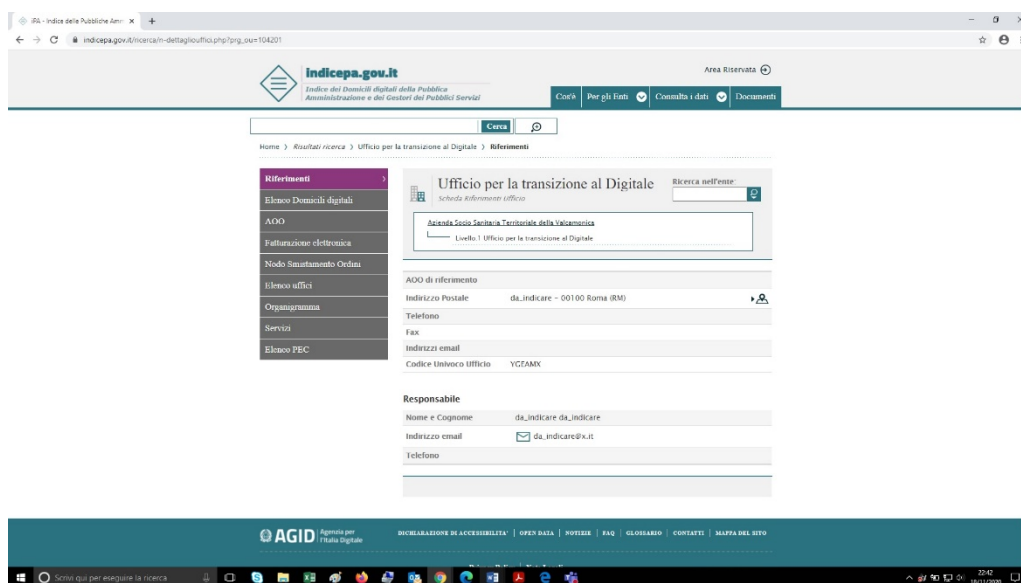 iPA - Indice delle Pubbliche Amm
indicepa.gov.it/ricerca/n-dettagliouffici.php?prg_ou=104201
indicepa.gov.it
Indice dei Domicili digitali della Pubblica
Amministrazione e dei Gestori dei Pubblici Servizi
Area Riservata
Cos'è Per gli Enti Consulta i dati Documenti
Cerca
Home > Risultati ricerca > Ufficio per la transizione al Digitale > Riferimenti
Riferimenti
Elenco Domicili digitali
AOO
Fatturazione elettronica
Nodo Smistamento Ordini
Elenco uffici
Organigramma
Servizi
Elenco PEC
Ufficio per la transizione al Digitale
Scheda Riferimenti Ufficio
Ricerca nell'ente:
Azienda Socio Sanitaria Territoriale della Valcamonica
Livello.1 Ufficio per la transizione al Digitale
AOO di riferimento
Indirizzo Postale da_indicare - 00100 Roma (RM)
Telefono
Fax
Indirizzi email
Codice Univoco Ufficio YGEAMX
Responsabile
Nome e Cognome da_indicare da_indicare
Indirizzo email da_indicare@x.it
Telefono
AGID Agenzia per
l'Italia Digitale
DICHIARAZIONE DI ACCESSIBILITA' | OPEN DATA | NOTIZIE | FAQ | GLOSSARIO | CONTATTI | MAPPA DEL SITO
Scrivi qui per eseguire la ricerca
22:42
18/11/2020